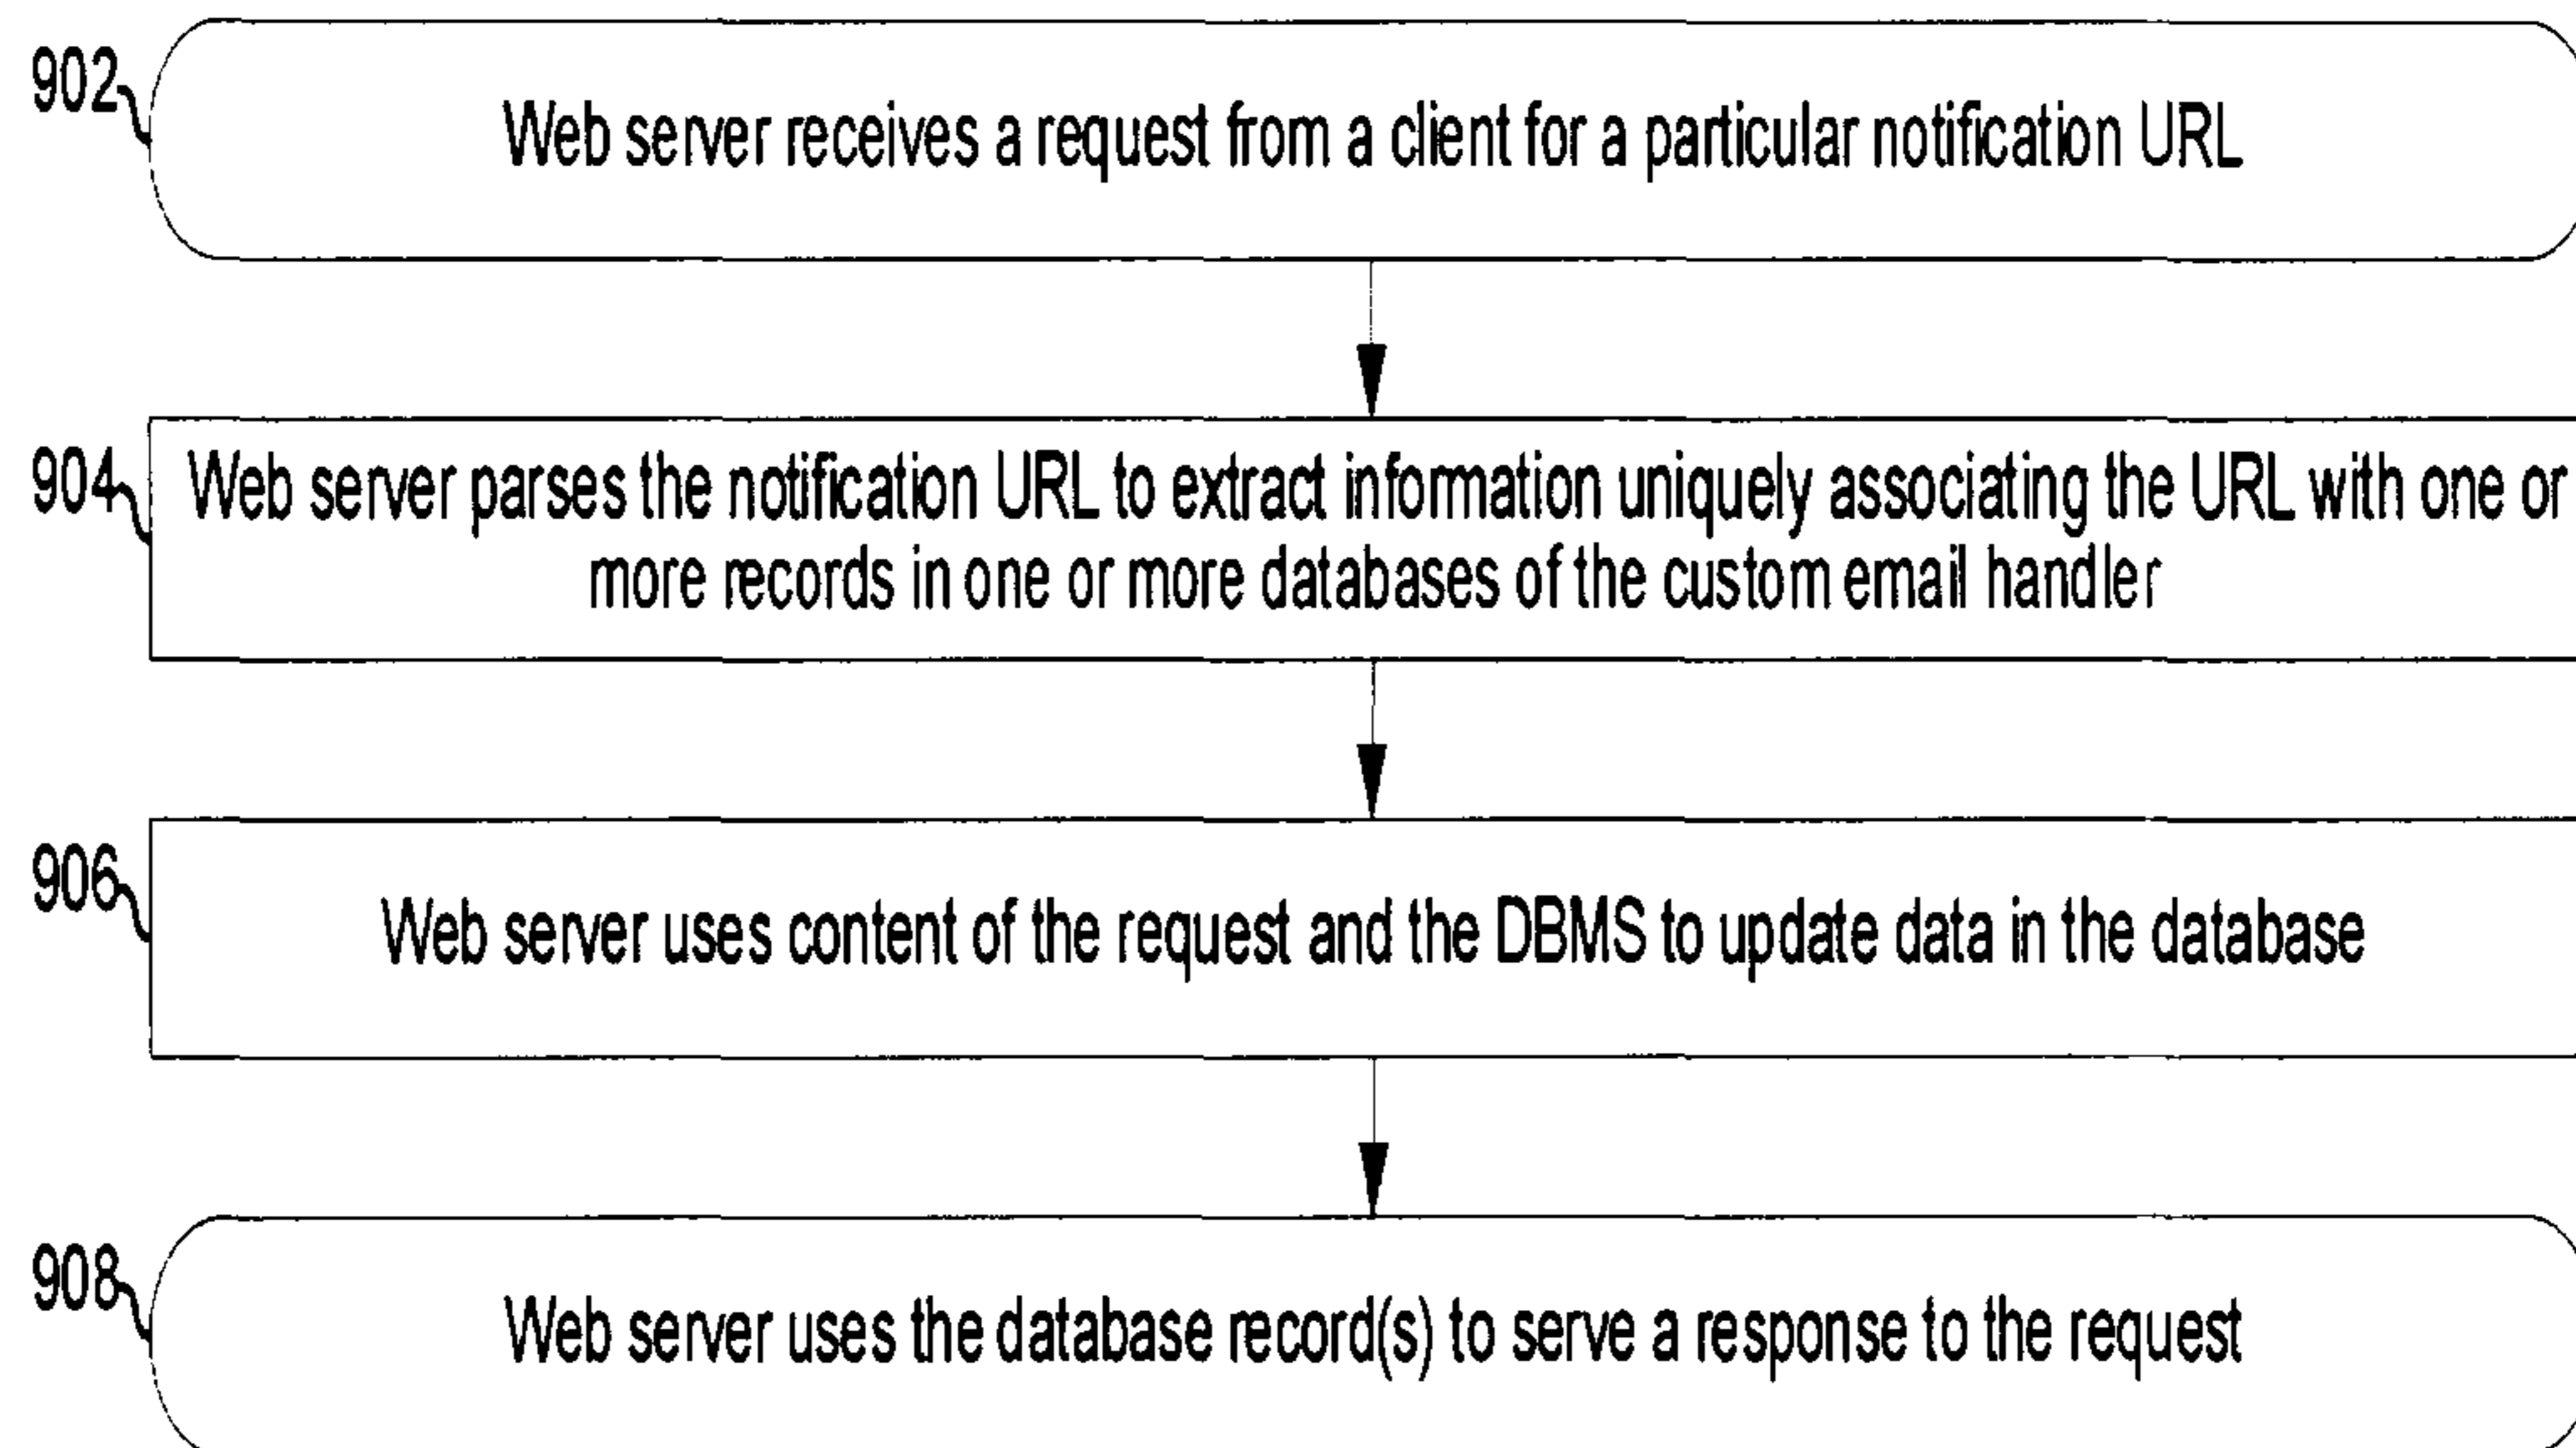 902
Web server receives a request from a client for a particular notification URL
904
Web server parses the notification URL to extract information uniquely associating the URL with one or
more records in one or more databases of the custom email handler
906
Web server uses content of the request and the DBMS to update data in the database
908
Web server uses the database record(s) to serve a response to the request